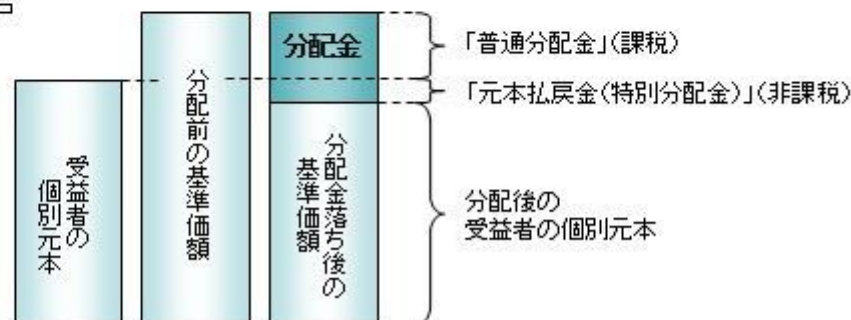 受益者の
個別元本
分配前の基準価額
分配金
分配金落ち後の
基準価額
「普通分配金」(課税)
「元本払戻金(特別分配金)」(非課税)
分配後の
受益者の個別元本